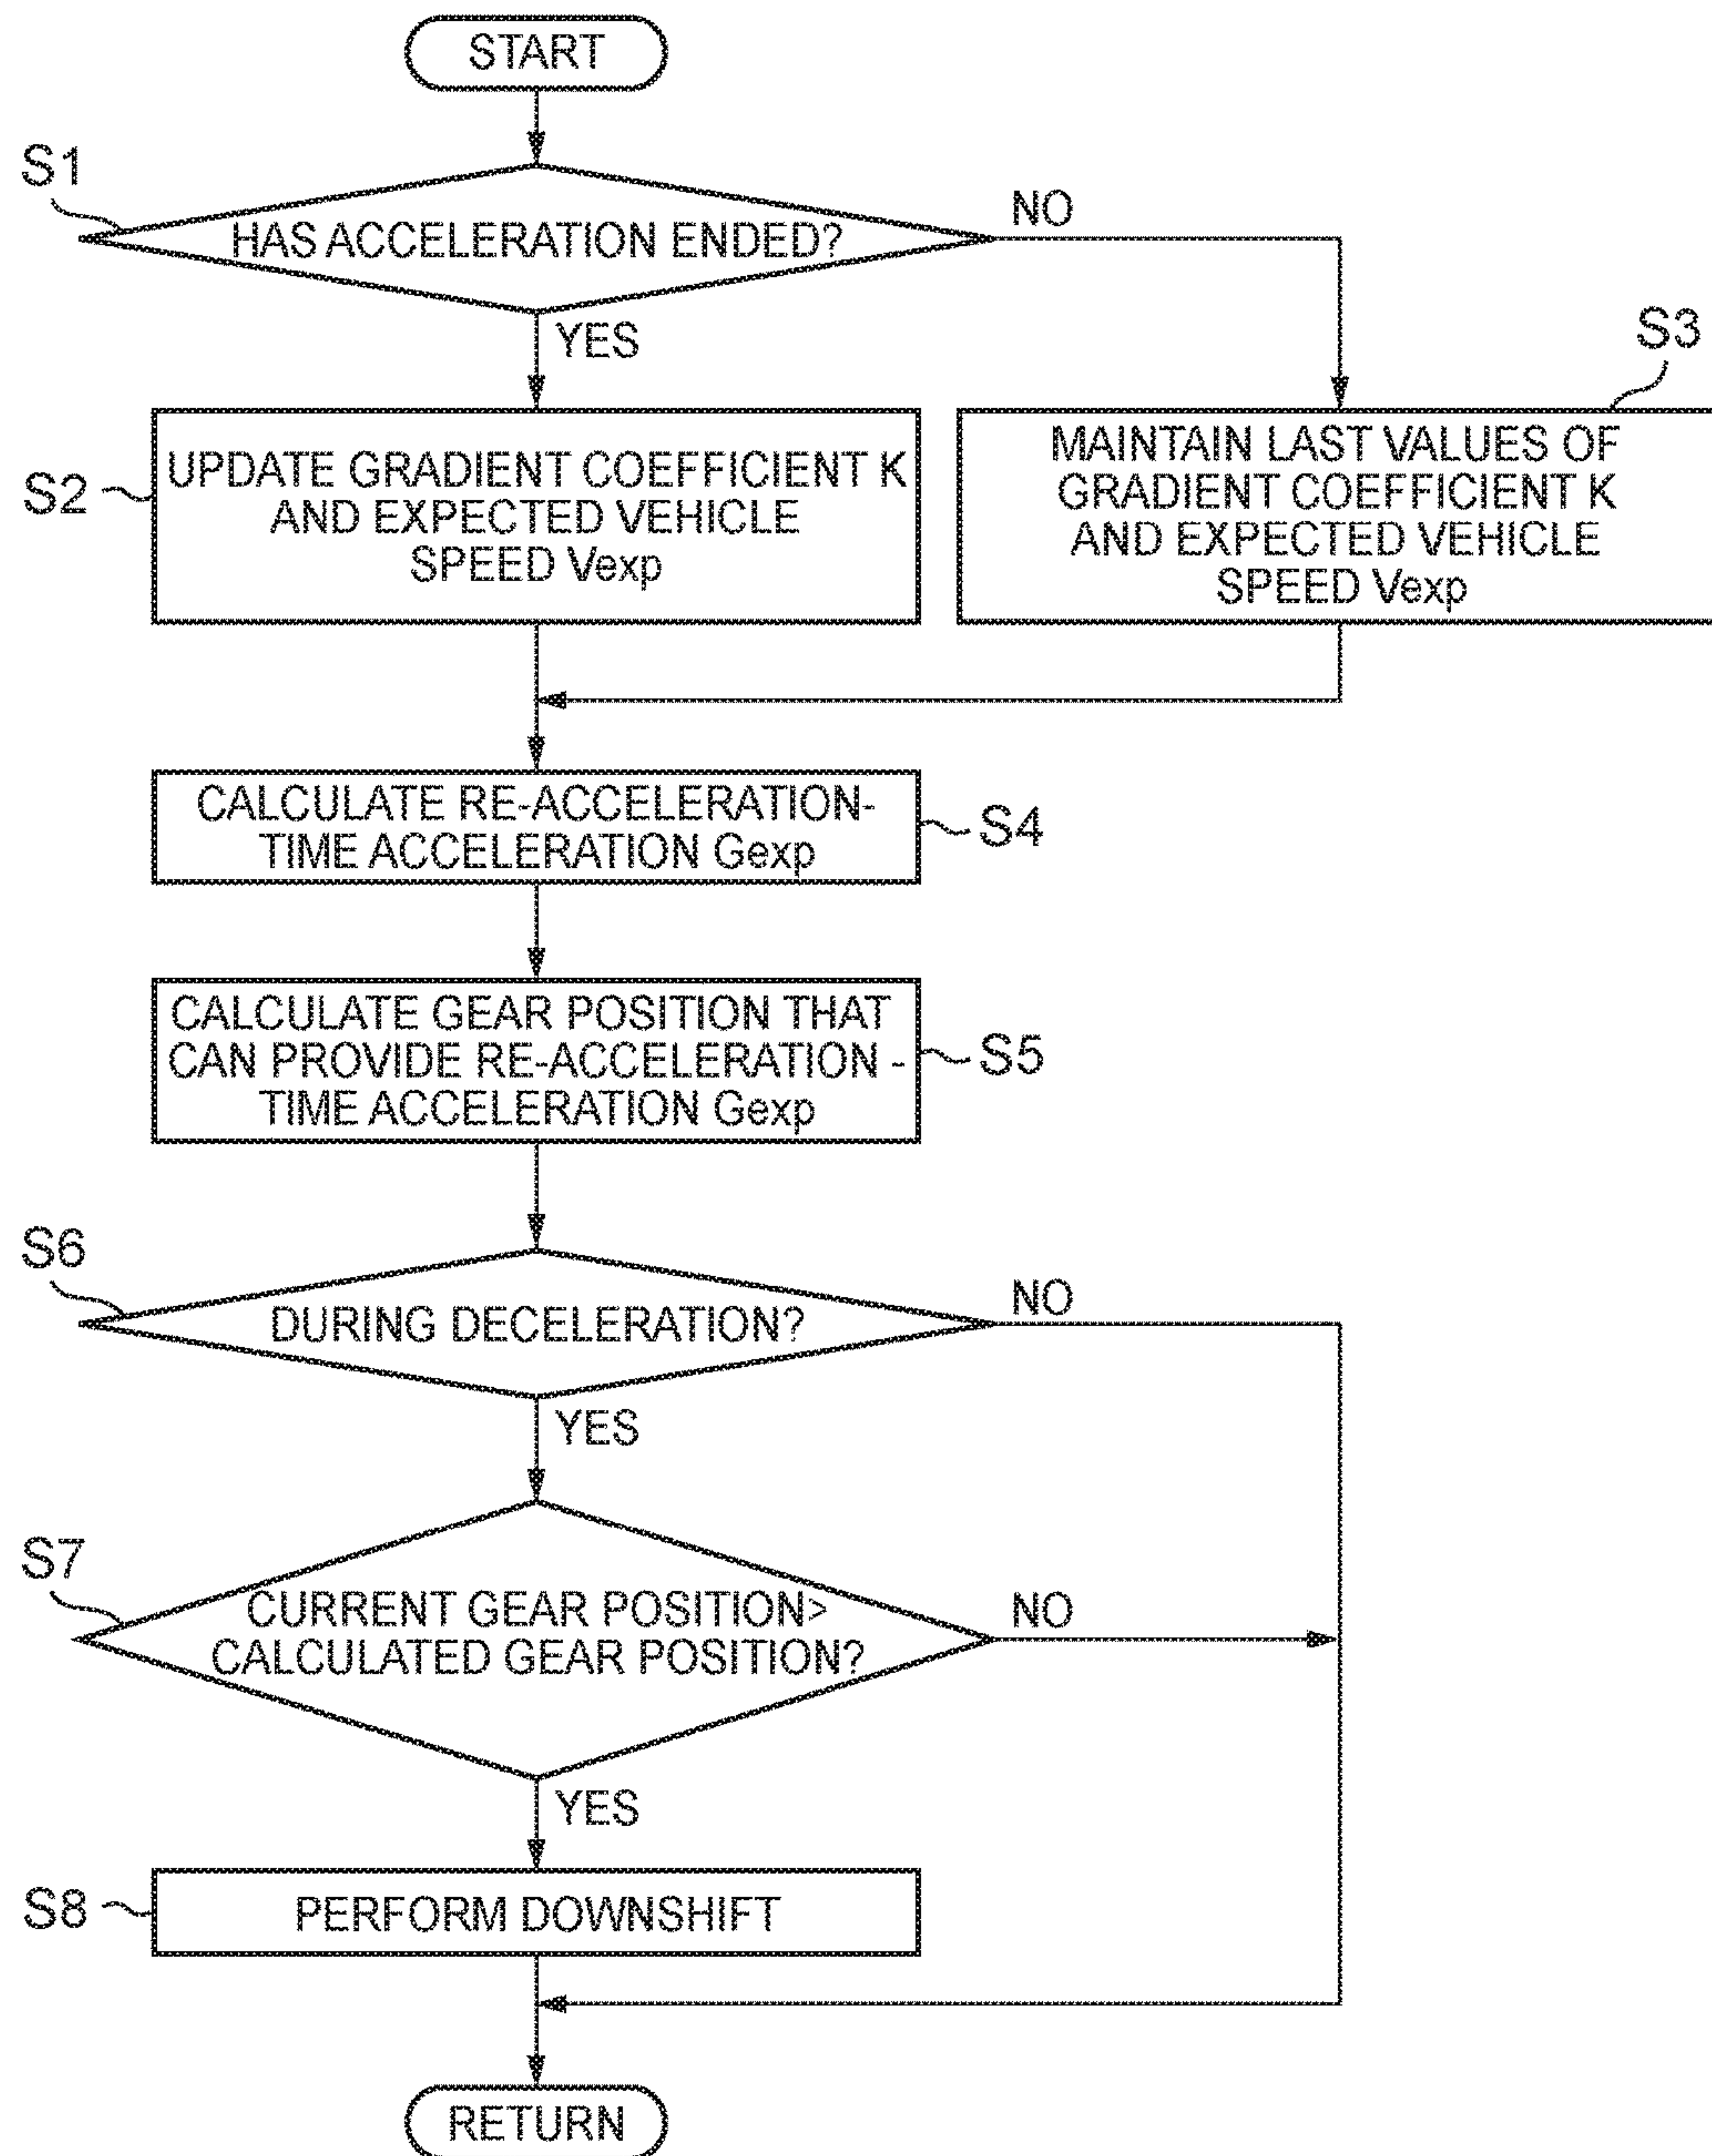 START
S1
HAS ACCELERATION ENDED?
NO
YES
S3
S2
UPDATE GRADIENT COEFFICIENT K
AND EXPECTED VEHICLE
SPEED Vexp
MAINTAIN LAST VALUES OF
GRADIENT COEFFICIENT K
AND EXPECTED VEHICLE
SPEED Vexp
CALCULATE RE-ACCELERATION-
TIME ACCELERATION Gexp
S4
CALCULATE GEAR POSITION THAT
CAN PROVIDE RE-ACCELERATION -
TIME ACCELERATION Gexp
S5
S6
DURING DECELERATION?
NO
YES
S7
CURRENT GEAR POSITION>
CALCULATED GEAR POSITION?
NO
YES
S8
PERFORM DOWNSHIFT
RETURN